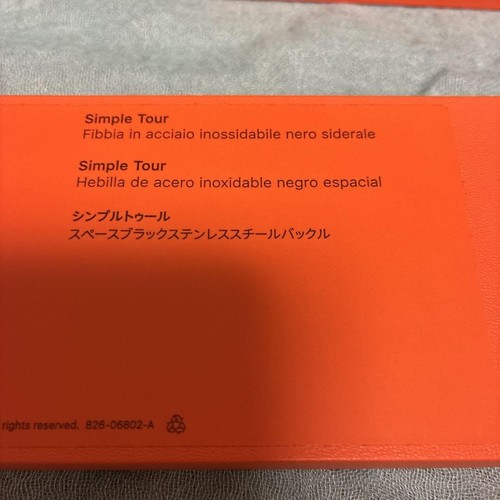 Simple Tour
Fibbia in acciaio inossidabile nero siderale
Simple Tour
Hebilla de acero inoxidable negro espacial
シンプルトゥール
スペースブラックステンレススチールバックル
rights reserved. 826-06802-A